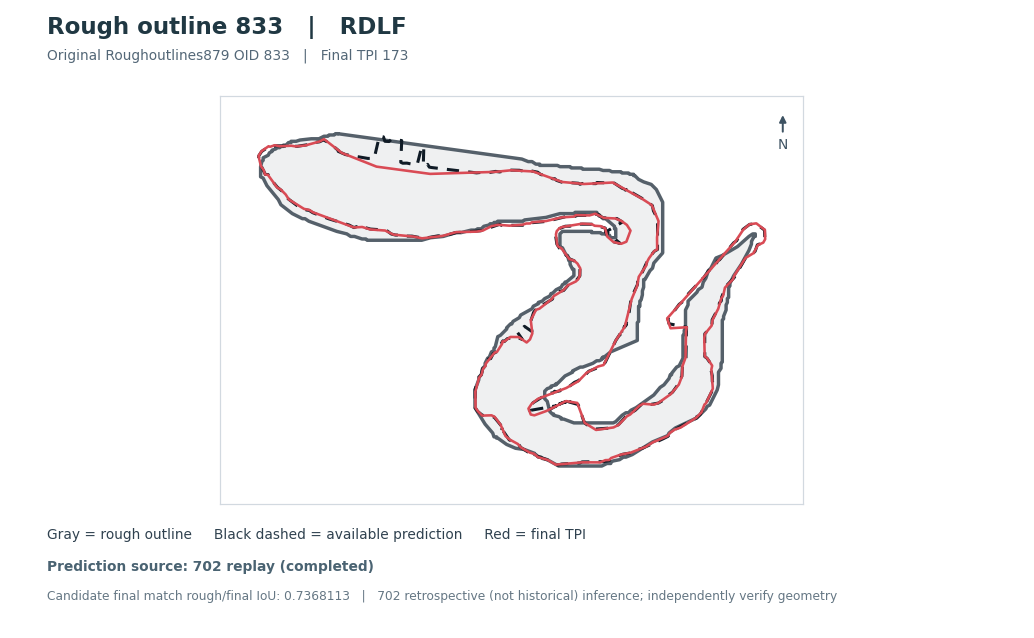 Rough outline 833   |   RDLF
Original Roughoutlines879 OID 833   |   Final TPI 173
N
Gray = rough outline     Black dashed = available prediction     Red = final TPI
Prediction source: 702 replay (completed)
Candidate final match rough/final IoU: 0.7368113   |   702 retrospective (not historical) inference; independently verify geometry